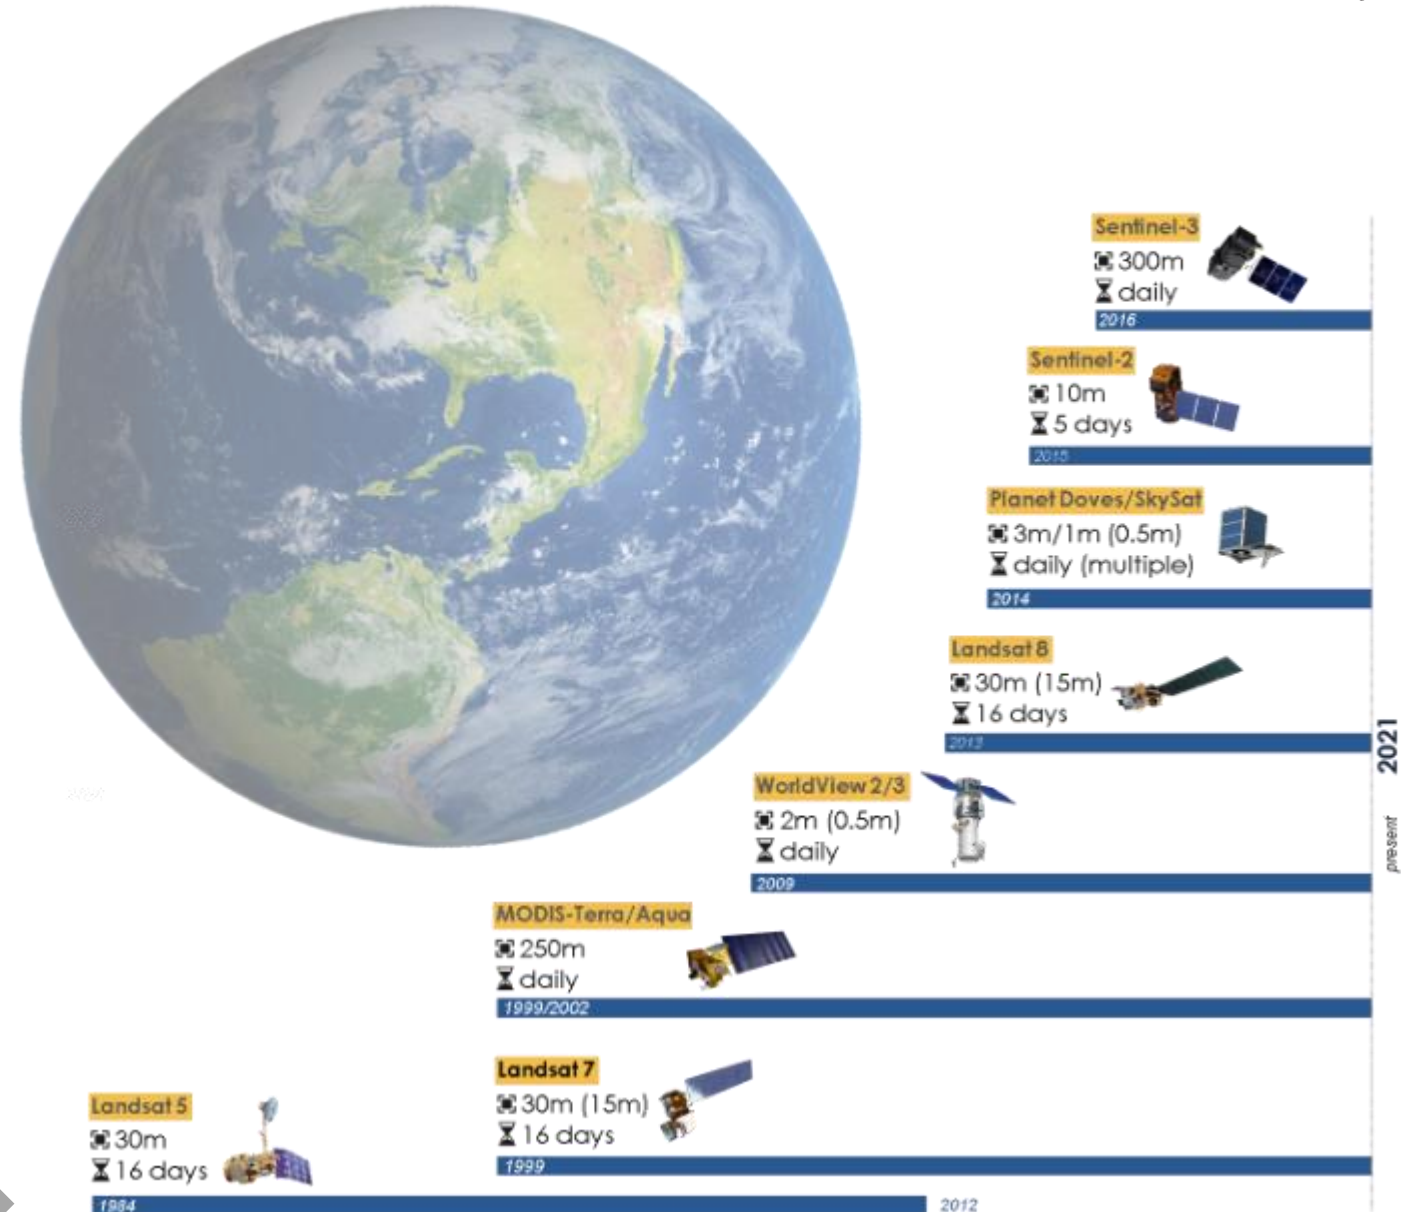 Sentinel-3
300m
daily
2016
Sentinel-2
10m
5 days
2015
Planet Doves/SkySat
3m/1m (0.5m)
daily (multiple)
2014
Landsat 8
30m (15m)
16 days
2013
WorldView 2/3
2m (0.5m)
daily
2009
MODIS-Terra/Aqua
250m
daily
1999/2002
Landsat 7
30m (15m)
16 days
1999
Landsat 5
30m
16 days
1984
2012
present
2021